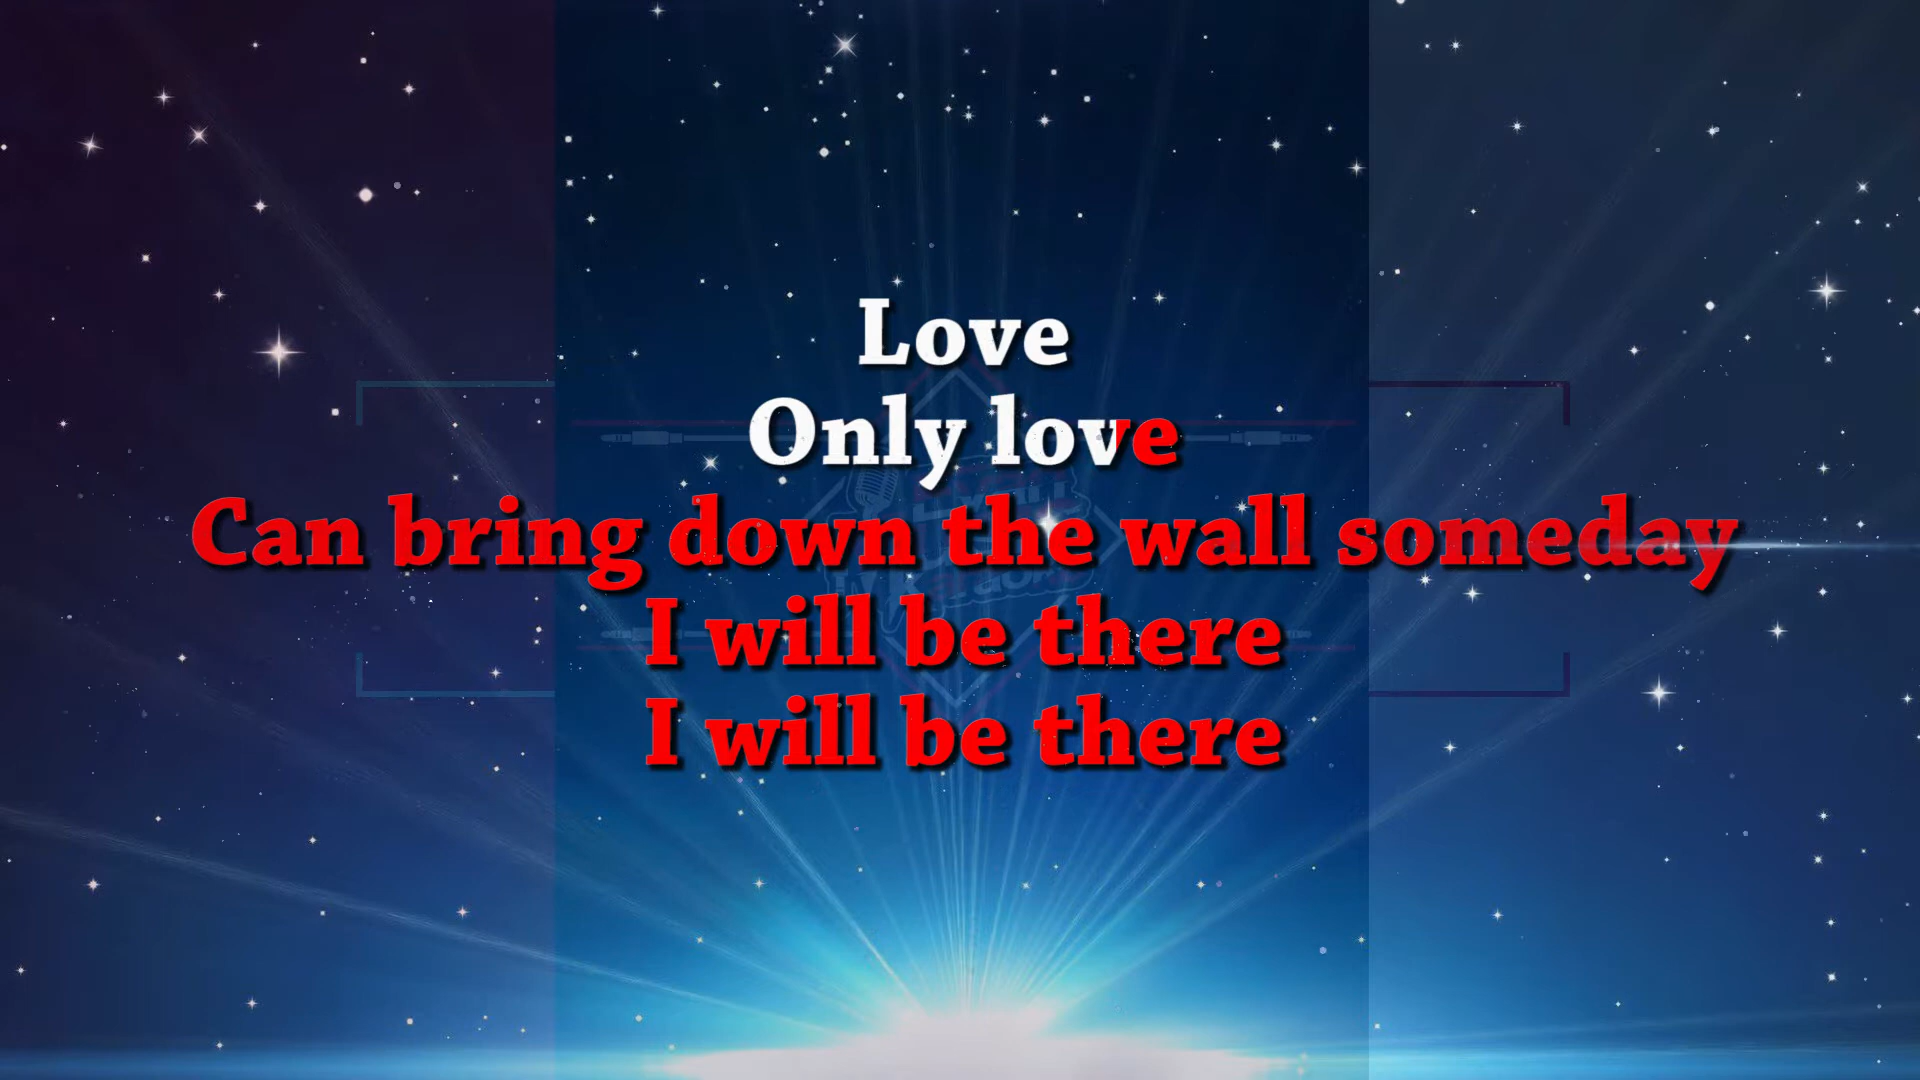 Love
Only love
Can bring down the wall someday
I will be there
I will be there